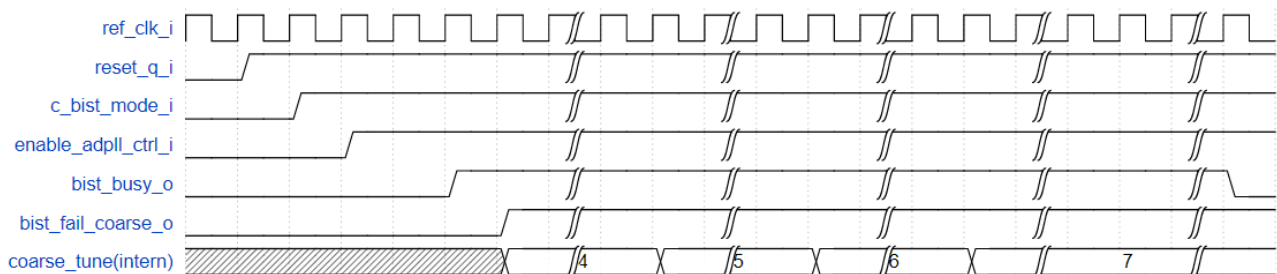 ref_clk_i
reset_q_i
c_bist_mode_i
enable_adpll_ctrl_i
bist_busy_o
bist_fail_coarse_o
coarse_tune(intern) 4 5 6 7